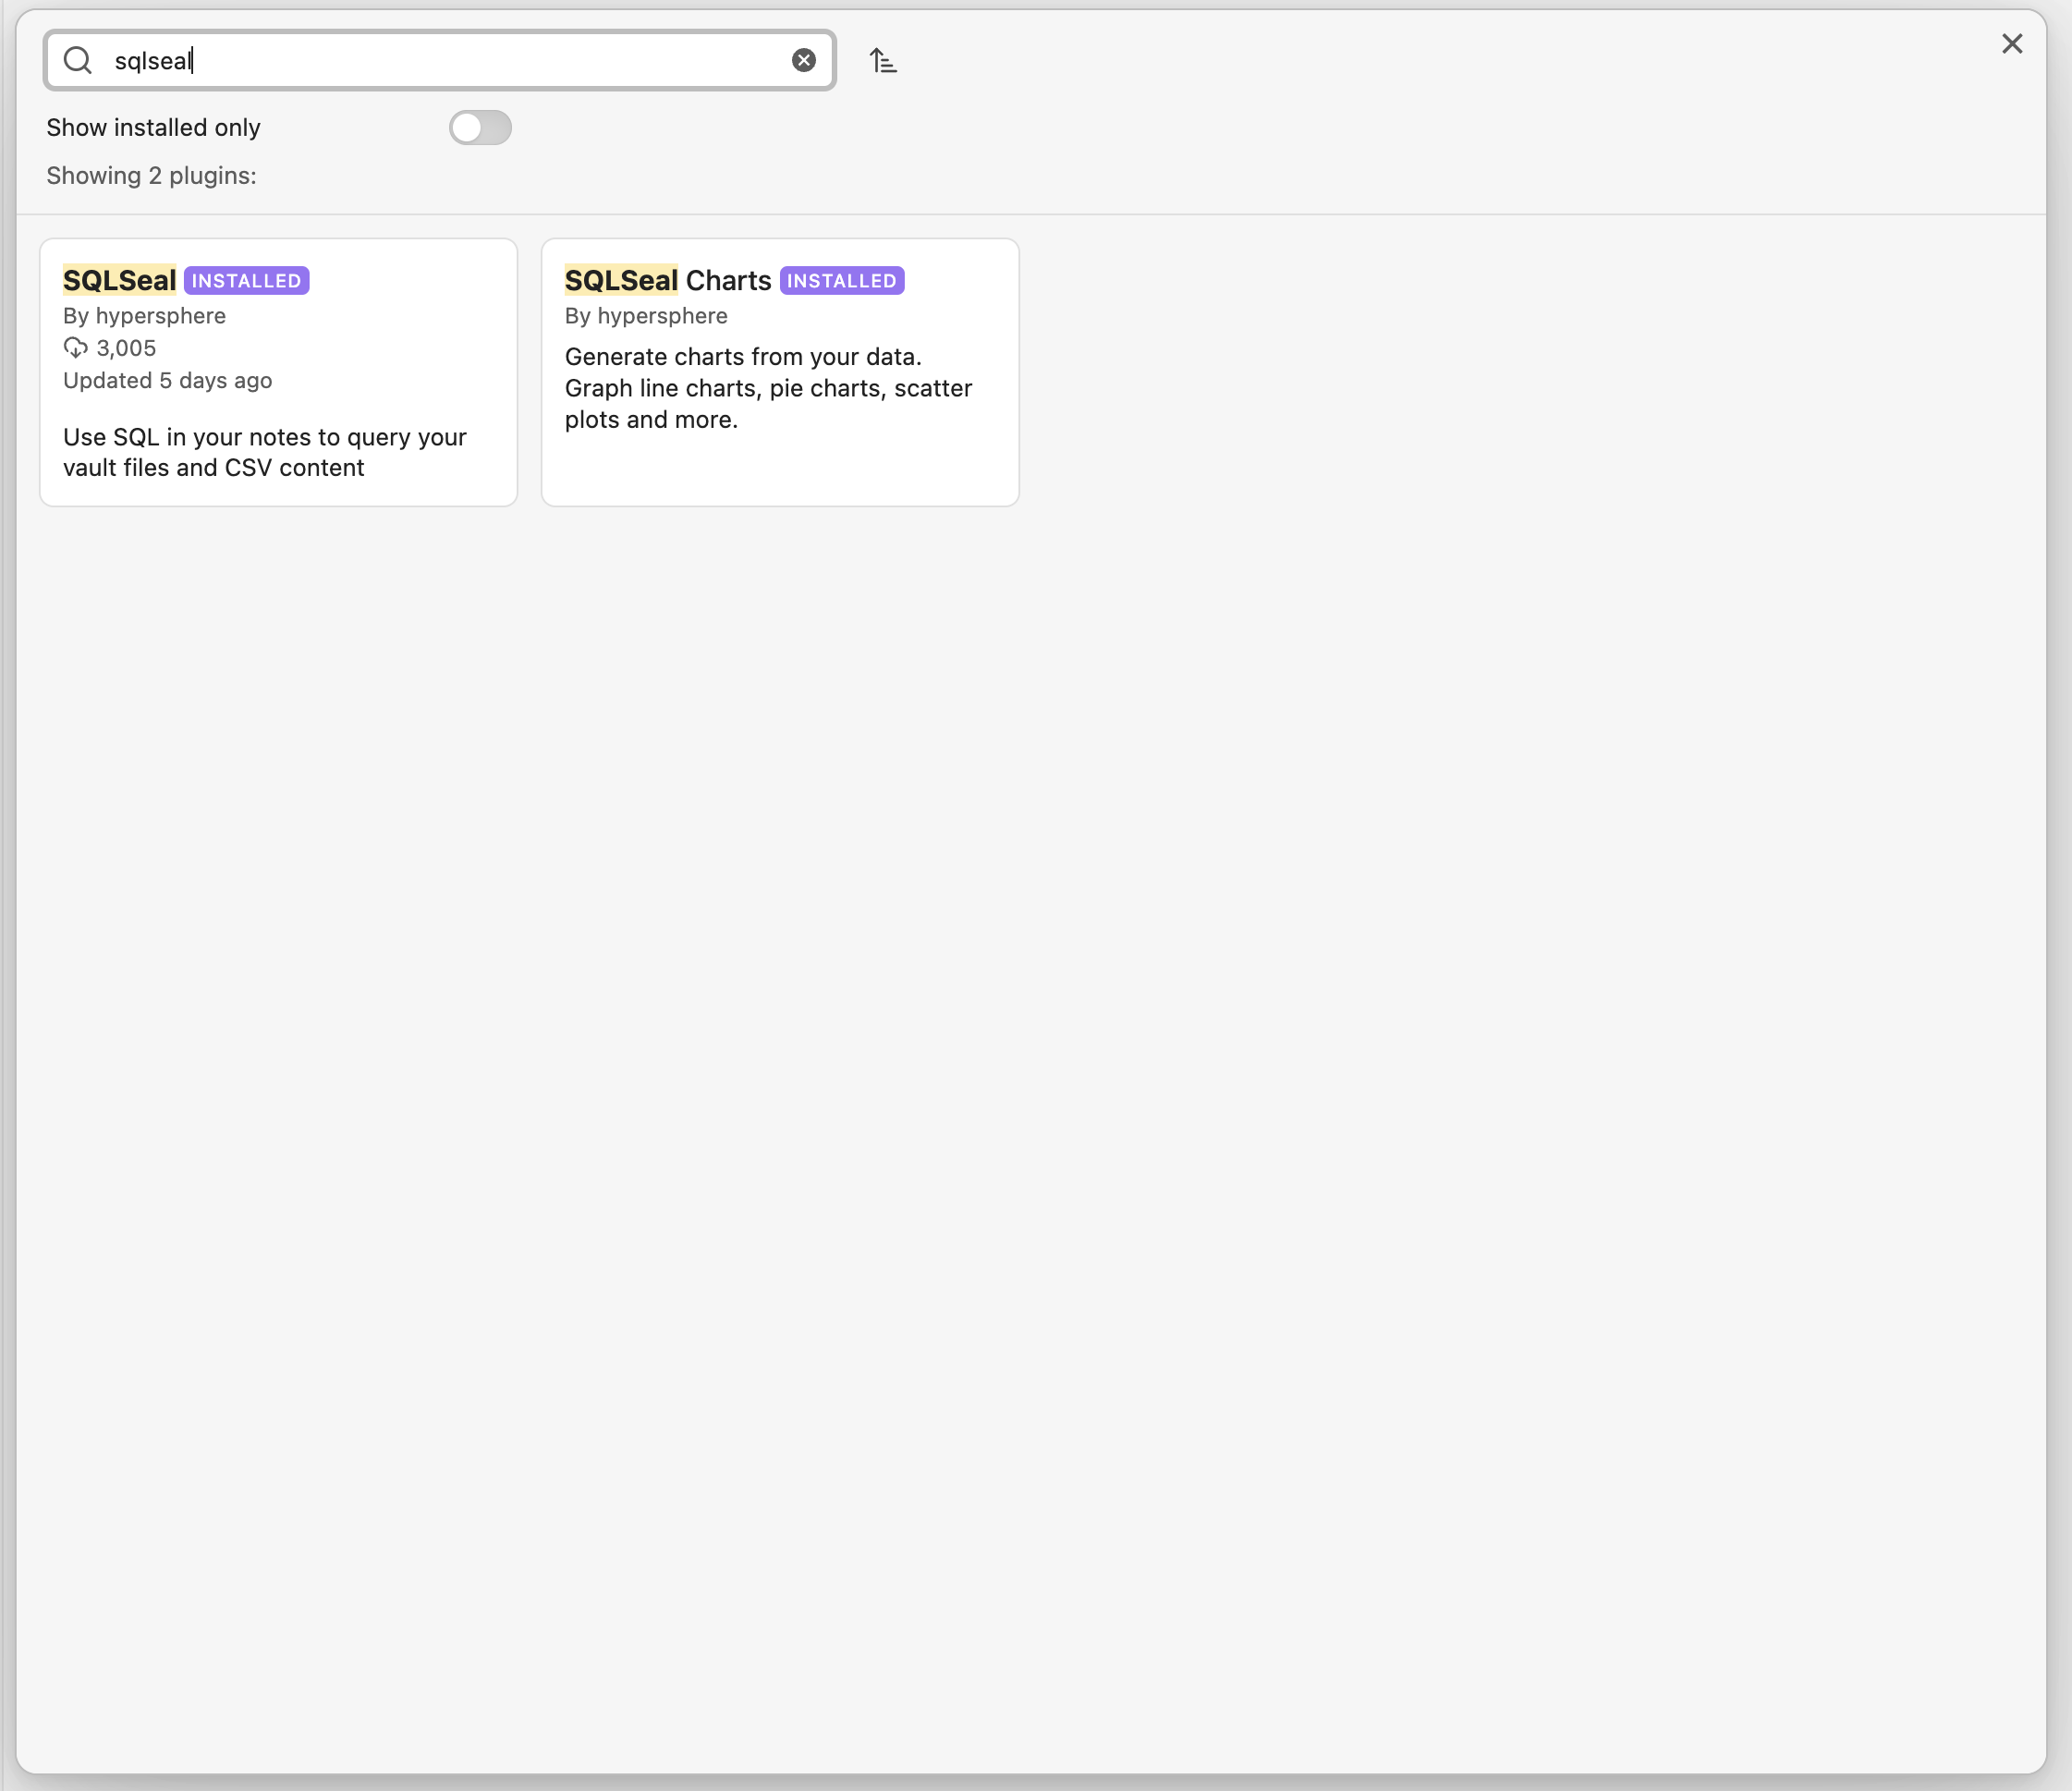 sqlseal
Show installed only
Showing 2 plugins:
SQLSeal INSTALLED
By hypersphere
3,005
Updated 5 days ago
Use SQL in your notes to query your
vault files and CSV content
SQLSeal Charts INSTALLED
By hypersphere
Generate charts from your data.
Graph line charts, pie charts, scatter
plots and more.